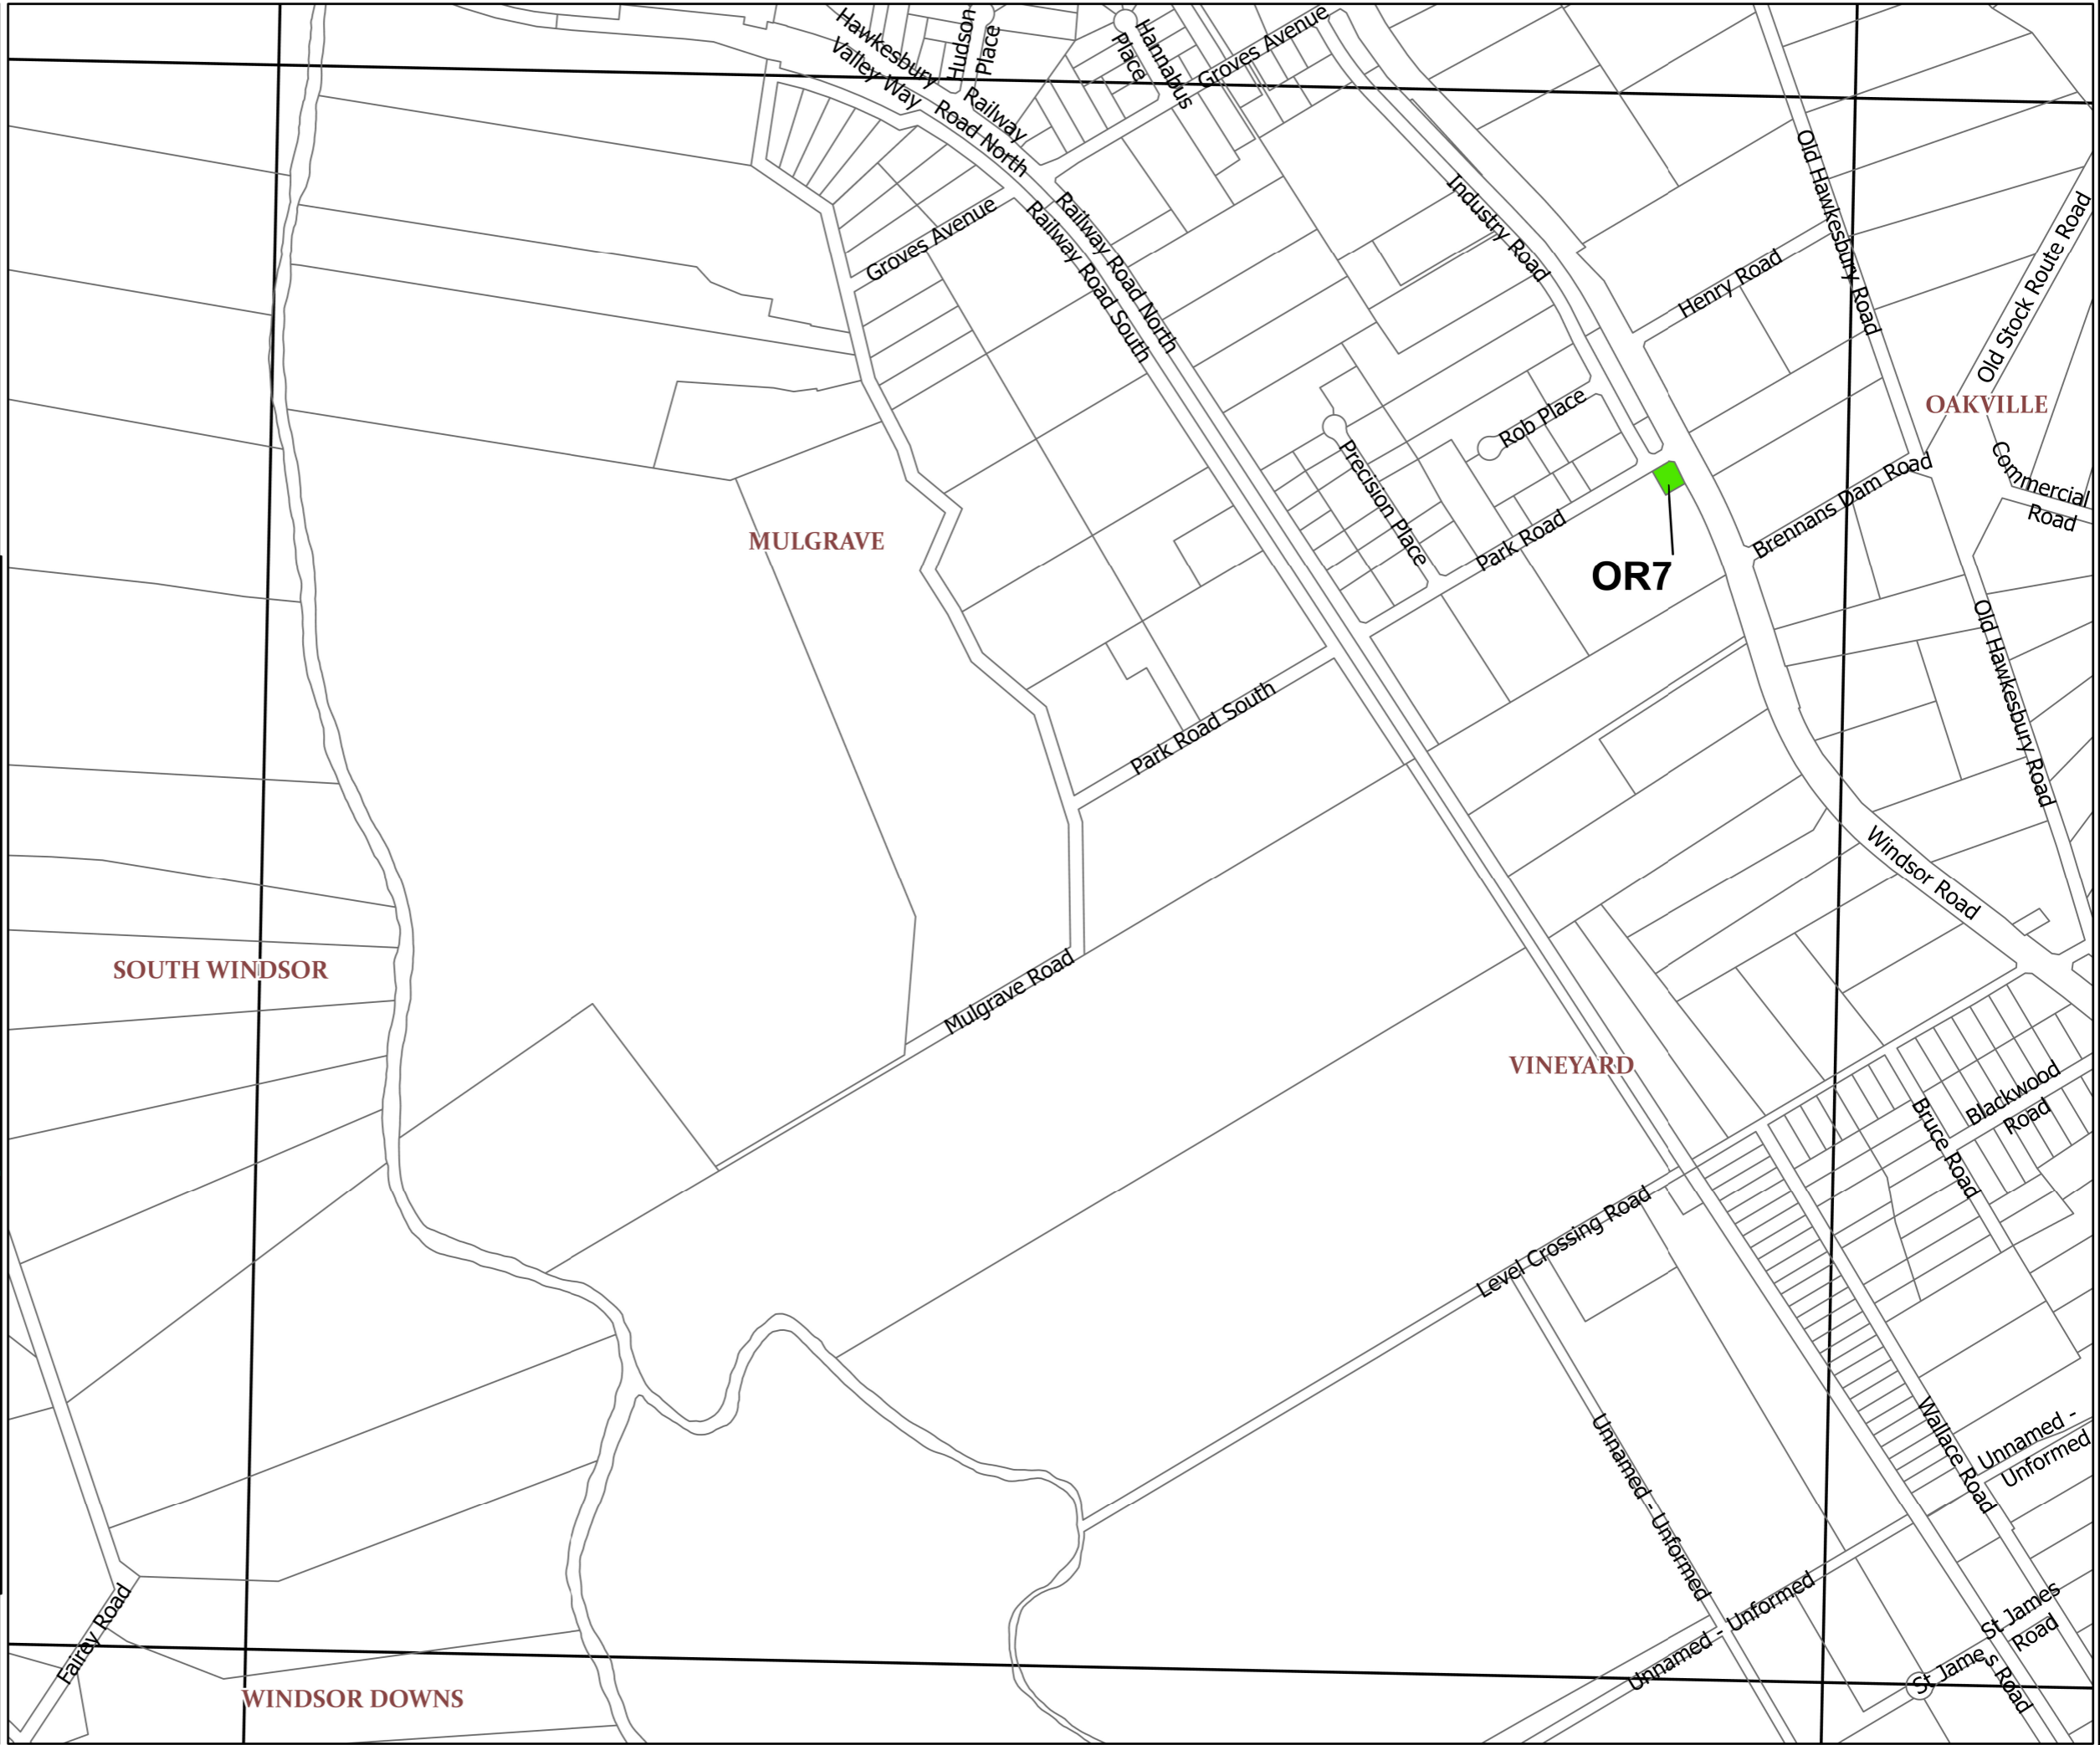 Hawkesbury
Valley Way
Hudson
Place
Railway
Road North
Hannabus
Place
Groves Avenue
Old Hawkesbury Road
Old Stock Route Road
Industry Road
Henry Road
Groves Avenue
Railway Road North
Railway Road South
OAKVILLE
Rob Place
Precision Place
Commercial
Road
Brennans Dam Road
Park Road
MULGRAVE
OR7
Old Hawkesbury Road
Park Road South
Windsor Road
SOUTH WINDSOR
Mulgrave Road
VINEYARD
Blackwood
Road
Bruce Road
Level Crossing Road
Wallace Road
Unnamed -
Unformed
Unnamed - Unformed
Unnamed - Unformed
St James
Road
St James Road
Fairey Road
WINDSOR DOWNS